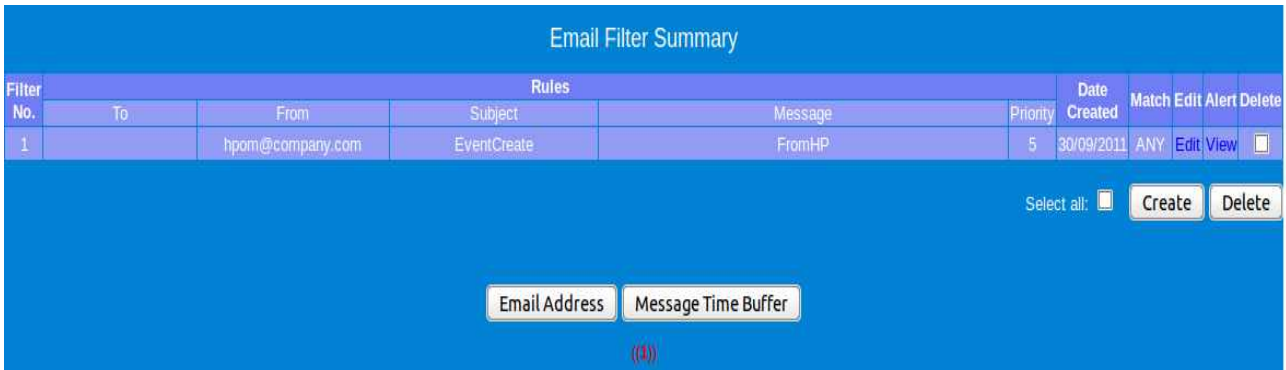 Email Filter Summary
Filter No. Rules Date Created Match Edit Alert Delete
To From Subject Message Priority
1 hpom@company.com EventCreate FromHP 5 30/09/2011 ANY Edit View
Select all: Create Delete
Email Address Message Time Buffer
((1))